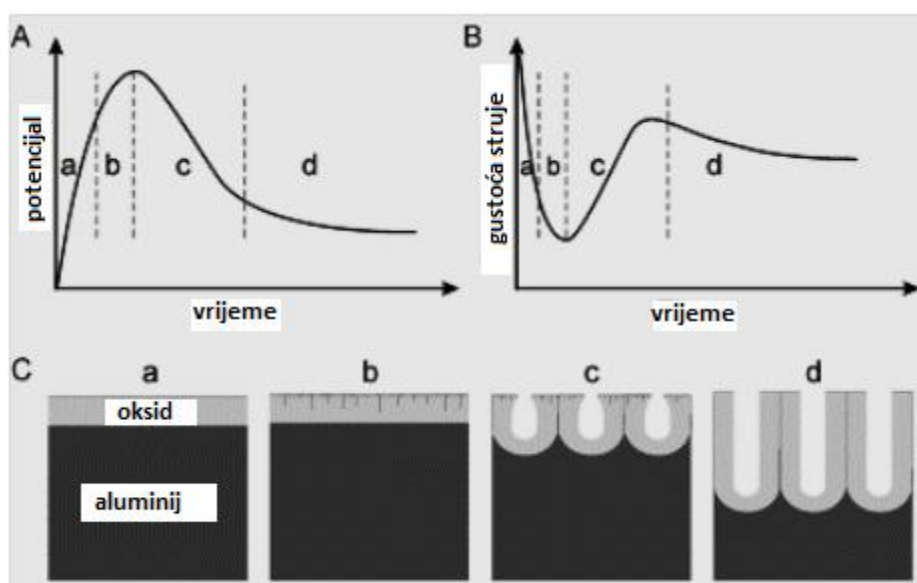 A
potencijal
a
b
c
d
vrijeme
B
gustoća struje
a
b
c
d
vrijeme
C
a
oksid
aluminij
b
c
d